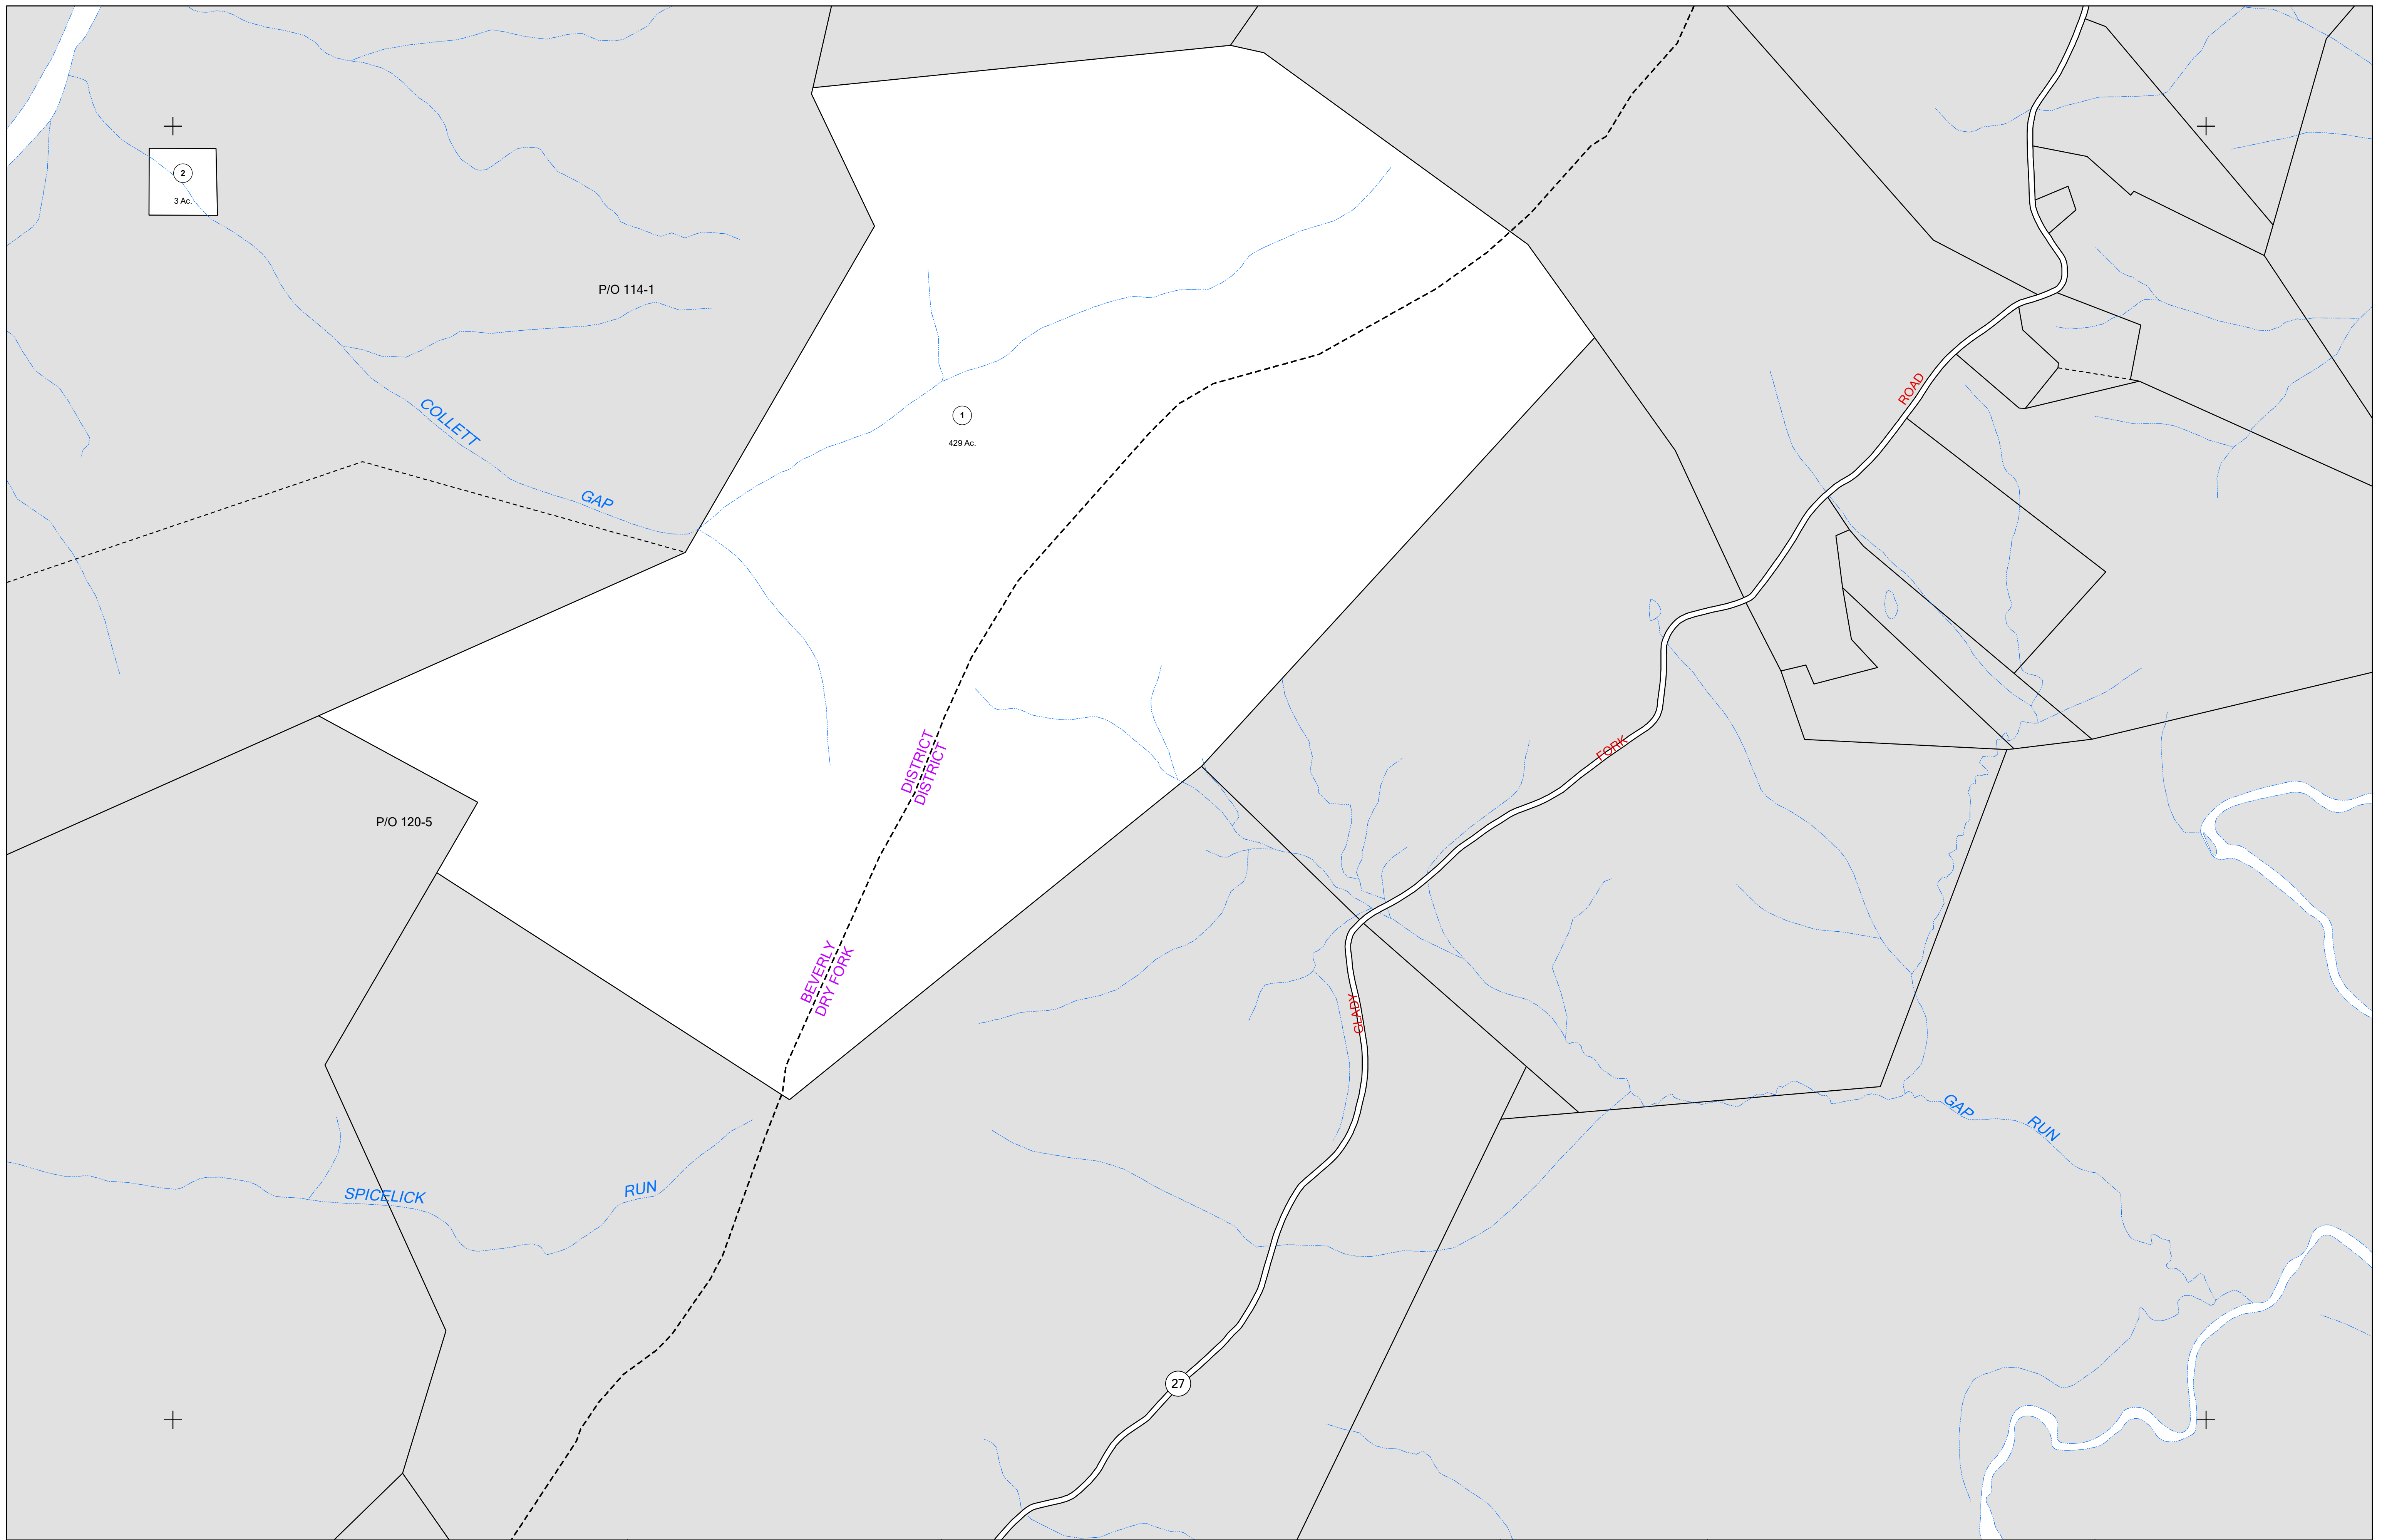 2
3 Ac.
P/O 114-1
COLLETT
GAP
1
429 Ac.
ROAD
FORK
GLADY
DISTRICT
DISTRICT
P/O 120-5
BEVERLY
DRY FORK
GAP
RUN
SPICELICK
RUN
27